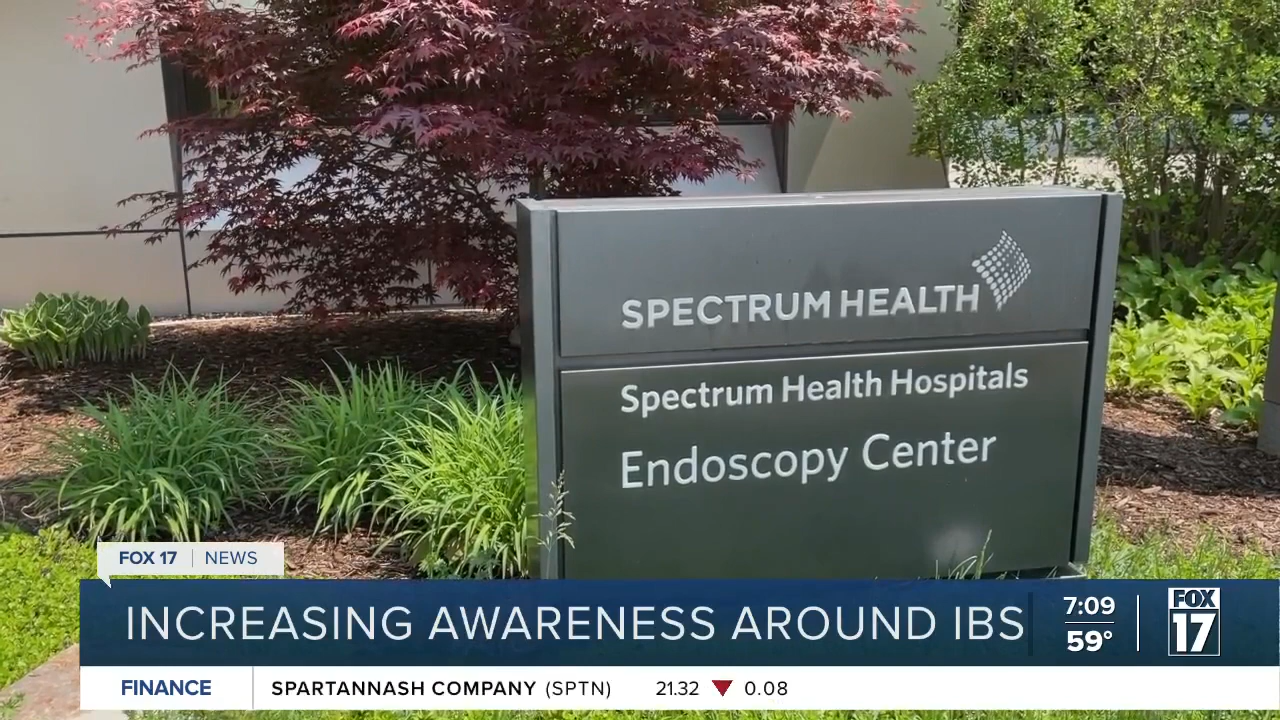 SPECTRUM HEALTH
Spectrum Health Hospitals
Endoscopy Center
FOX 17 | NEWS
INCREASING AWARENESS AROUND IBS
7:09
59°
FOX
17
FINANCE
SPARTANNASH COMPANY (SPTN) 21.32 ▼ 0.08